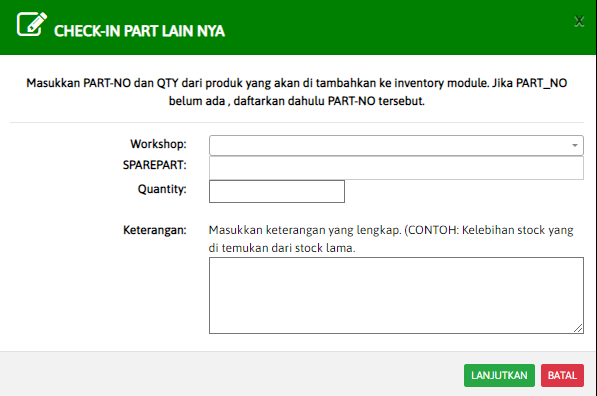 CHECK-IN PART LAIN NYA
x
Masukkan PART-NO dan QTY dari produk yang akan di tambahkan ke inventory module. Jika PART_NO
belum ada , daftarkan dahulu PART-NO tersebut.
Workshop:
SPAREPART:
Quantity:
Keterangan:
Masukkan keterangan yang lengkap. (CONTOH: Kelebihan stock yang
di temukan dari stock lama.
LANJUTKAN BATAL